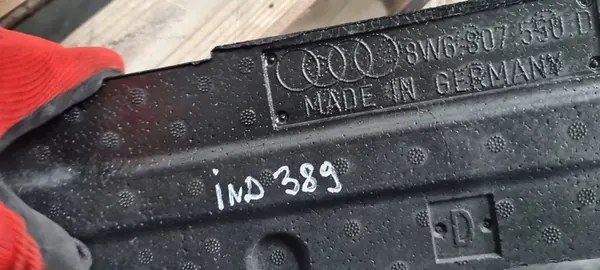 8W6 807 550 D
MADE IN GERMANY
iND 389
D